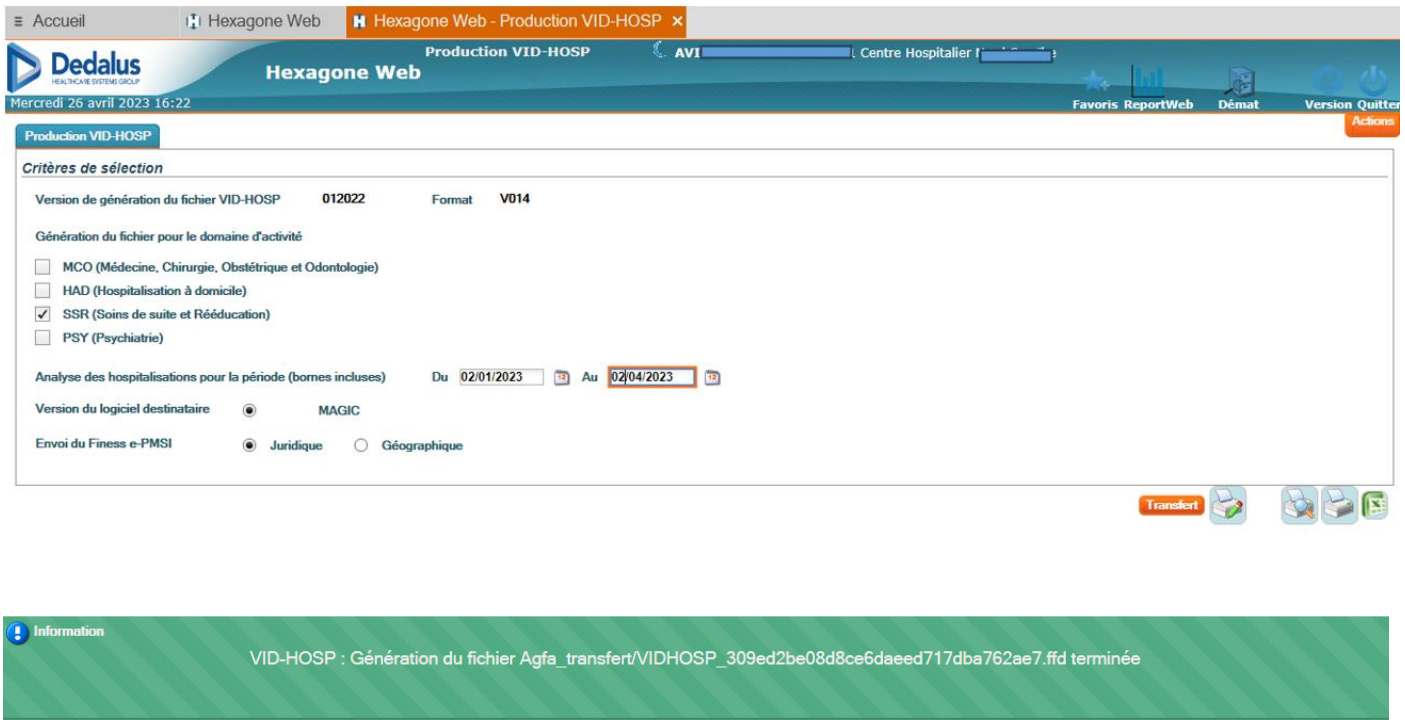 ≡ Accueil Hexagone Web Hexagone Web - Production VID-HOSP ×
Dedalus
HEALTHCARE SYSTEMS GROUP
Hexagone Web
Production VID-HOSP AVI Centre Hospitalier
Mercredi 26 avril 2023 16:22
Favoris ReportWeb Démat Version Quitter
Actions
Production VID-HOSP
Critères de sélection
Version de génération du fichier VID-HOSP 012022 Format V014
Génération du fichier pour le domaine d'activité
MCO (Médecine, Chirurgie, Obstétrique et Odontologie)
HAD (Hospitalisation à domicile)
SSR (Soins de suite et Rééducation)
PSY (Psychiatrie)
Analyse des hospitalisations pour la période (bornes incluses) Du 02/01/2023 12 Au 02/04/2023 12
Version du logiciel destinataire MAGIC
Envoi du Finess e-PMSI Juridique Géographique
Transfert
Information
VID-HOSP : Génération du fichier Agfa_transfert/VIDHOSP_309ed2be08d8ce6daeed717dba762ae7.ffd terminée